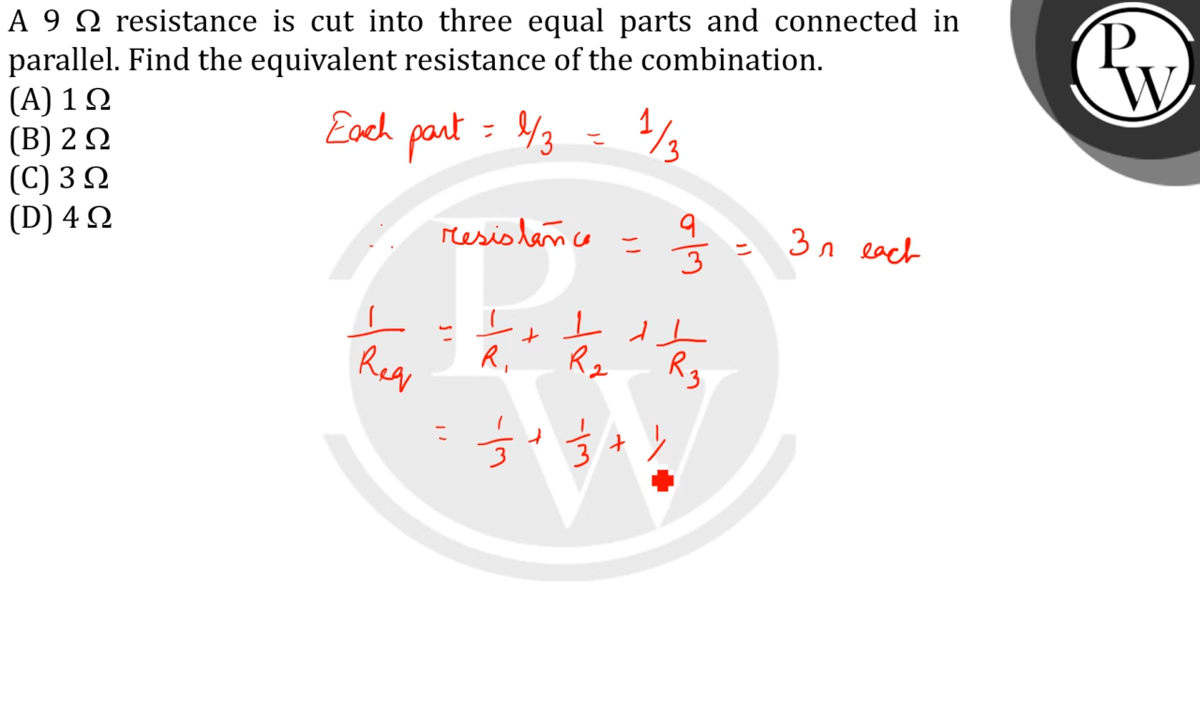 A 9 Ω resistance is cut into three equal parts and connected in
parallel. Find the equivalent resistance of the combination.
(A) 1 Ω
(B) 2 Ω
(C) 3 Ω
(D) 4 Ω
Each part = l/3 = 1/3
∴ resistance = 9/3 = 3 Ω each
1/Req = 1/R1 + 1/R2 + 1/R3
= 1/3 + 1/3 + 1/
P
W
PW